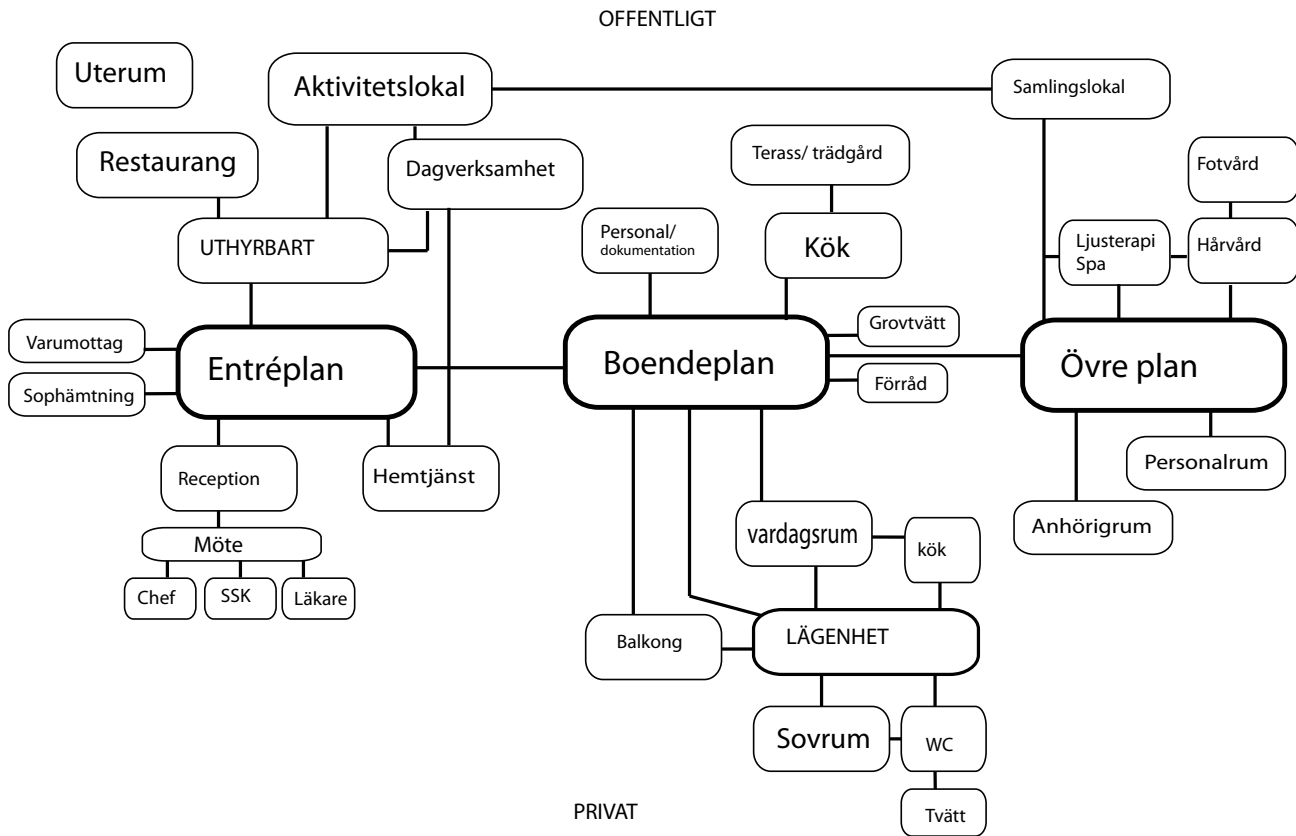 OFFENTLIGT
Uterum
Aktivitetslokal
Samlingslokal
Restaurang
Dagverksamhet
Terass/ trädgård
Fotvård
UTHYRBART
Personal/
dokumentation
Kök
Ljusterapi
Spa
Hårvård
Varumottag
Sophämtning
Entréplan
Boendeplan
Grovtvätt
Förråd
Övre plan
Reception
Hemtjänst
Personalrum
Anhörigrum
Möte
Chef
SSK
Läkare
vardagsrum
kök
Balkong
LÄGENHET
Sovrum
WC
Tvätt
PRIVAT